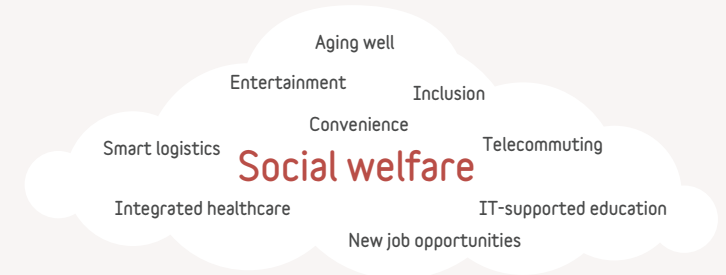 Aging well
Entertainment
Inclusion
Convenience
Smart logistics
Telecommuting
Social welfare
Integrated healthcare
IT-supported education
New job opportunities